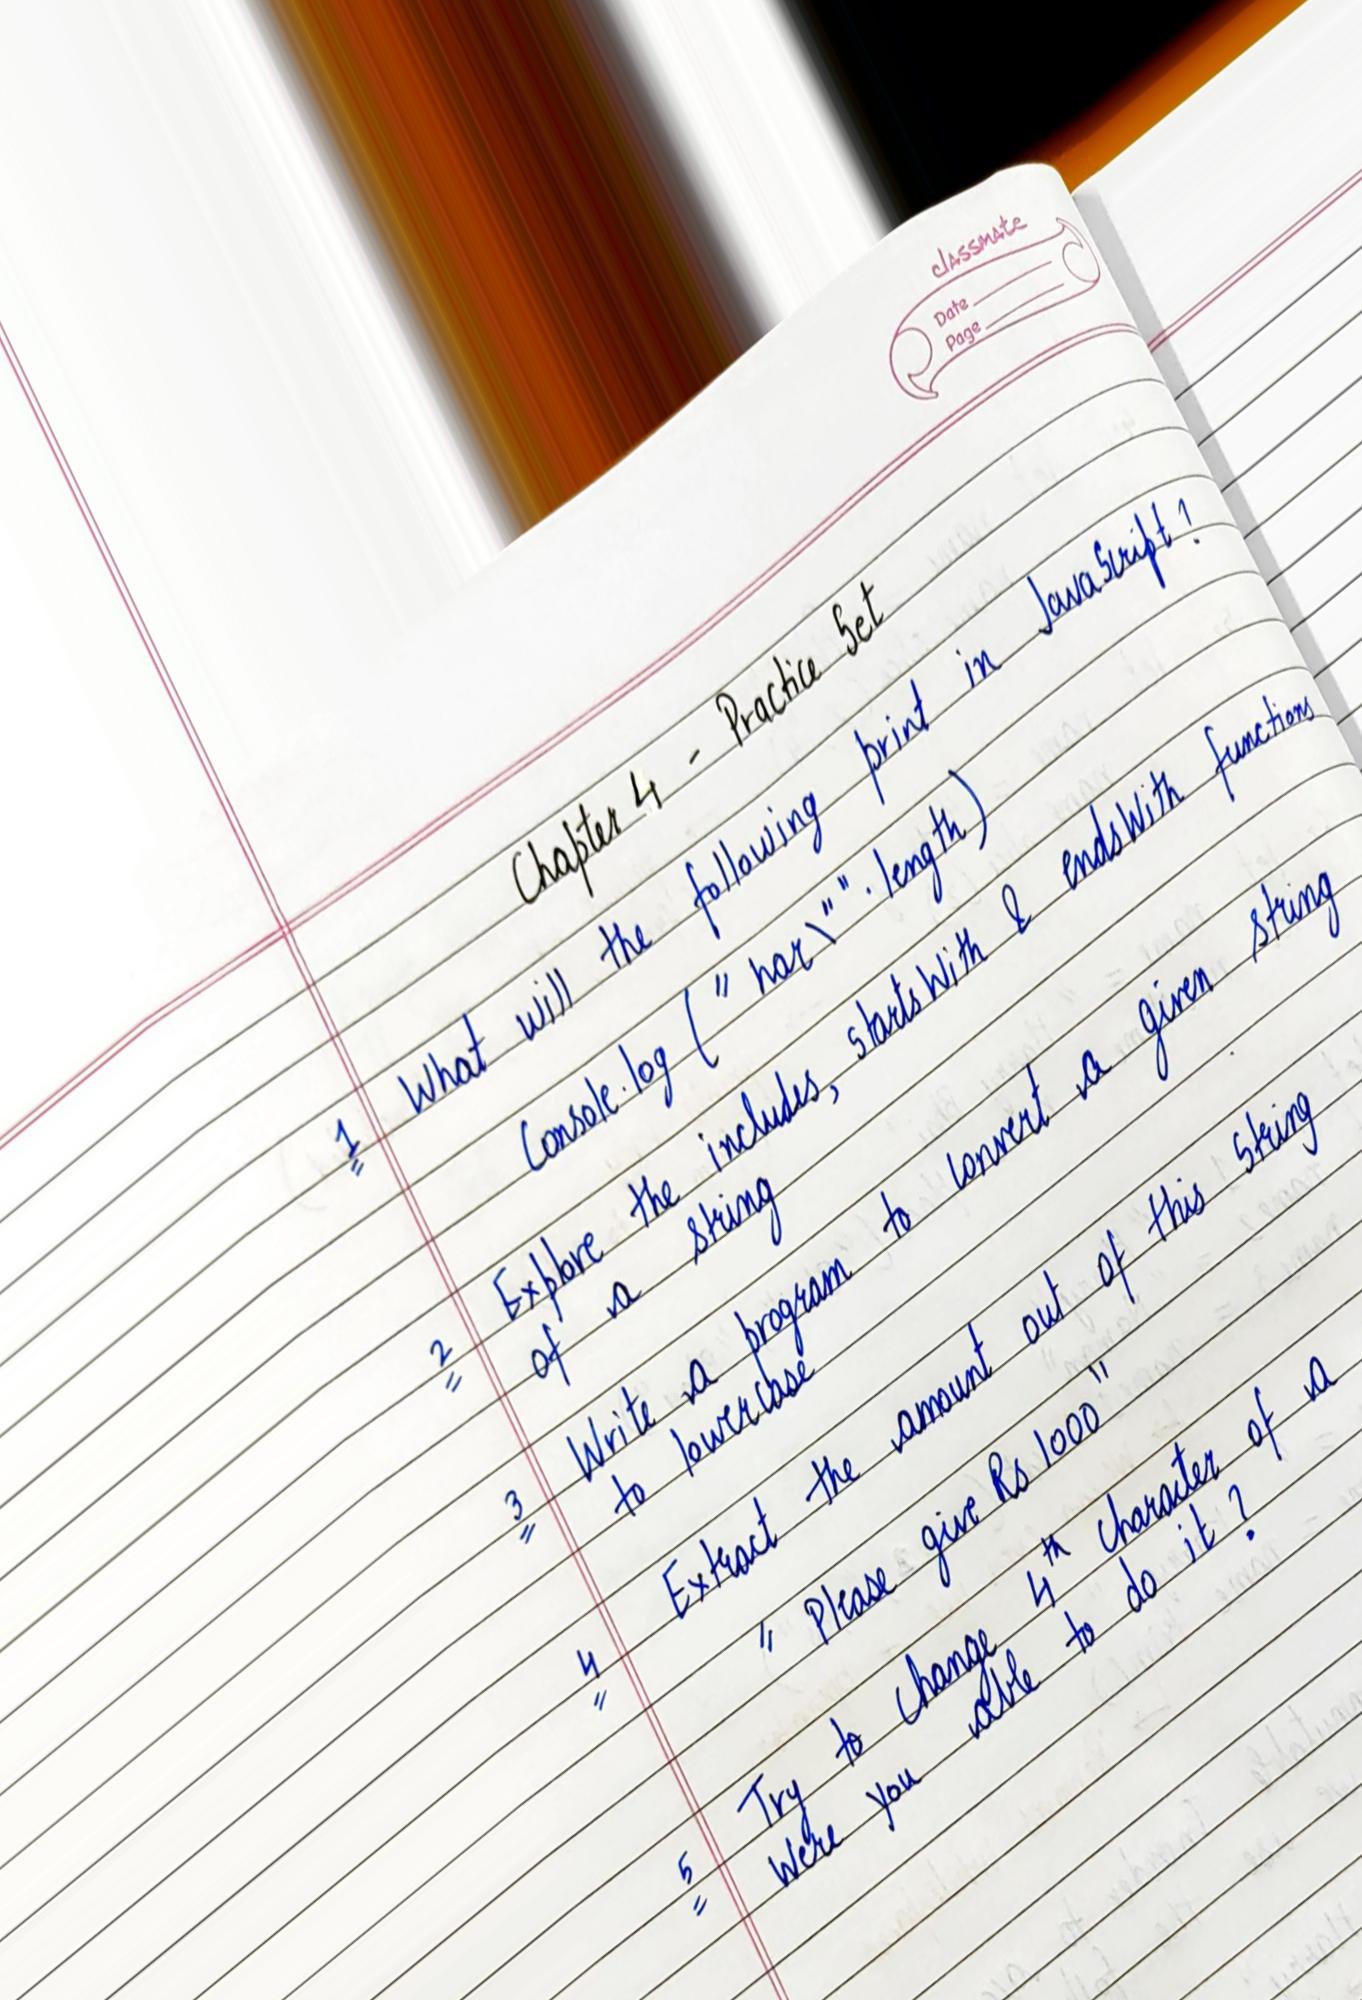 classmate
Date
Page
Chapter 4 - Practice Set
1 What will the following print in JavaScript?
Console.log ("har\"".length)
2 Explore the includes, startsWith & endsWith functions
of a string
3 Write a program to convert a given string
to lowercase
4 Extract the amount out of this string
"Please give Rs 1000"
5 Try to change 4th character of a
Were you able to do it?